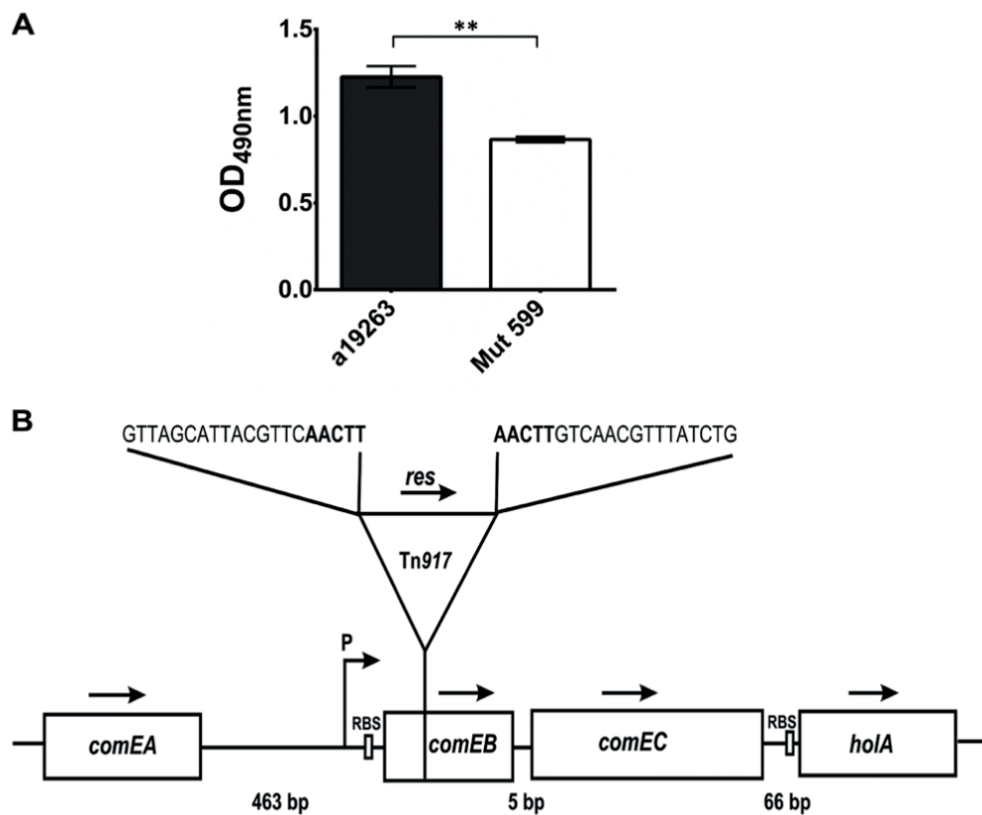 A
**
1.5
1.0
0.5
0.0
OD490nm
a19263
Mut 599
B
GTTAGCATTACGTTCAACTT AACTTGTCAACGTTTATCTG
res
Tn917
P
RBS RBS
comEA comEB comEC holA
463 bp 5 bp 66 bp